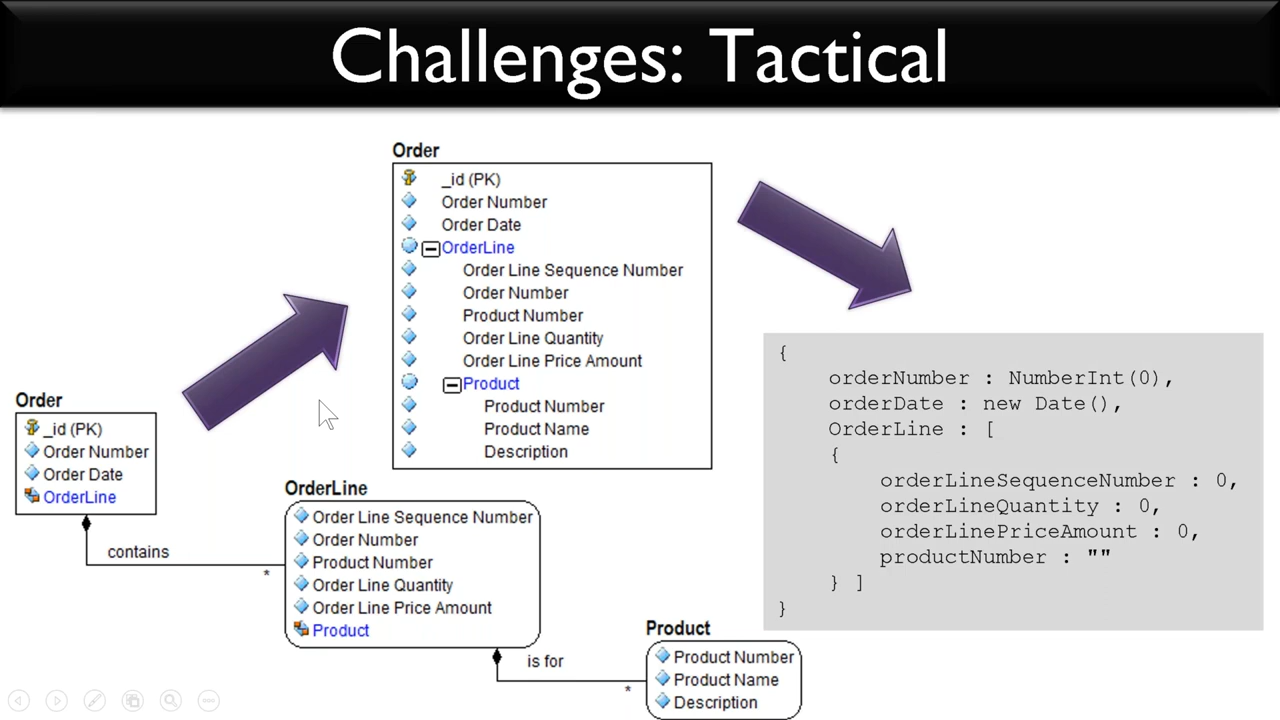 Challenges: Tactical
Order
_id (PK)
Order Number
Order Date
OrderLine
Order Line Sequence Number
Order Number
Product Number
Order Line Quantity
Order Line Price Amount
Product
Product Number
Product Name
Description
Order
_id (PK)
Order Number
Order Date
OrderLine
contains
*
OrderLine
Order Line Sequence Number
Order Number
Product Number
Order Line Quantity
Order Line Price Amount
Product
is for
*
Product
Product Number
Product Name
Description
{
orderNumber : NumberInt(0),
orderDate : new Date(),
OrderLine : [
{
orderLineSequenceNumber : 0,
orderLineQuantity : 0,
orderLinePriceAmount : 0,
productNumber : ""
} ]
}